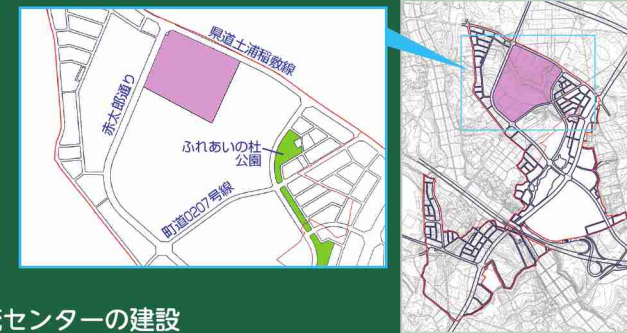 県道土浦稲敷線
赤太郎通り
ふれあいの杜
公園
町道0207号線
センターの建設